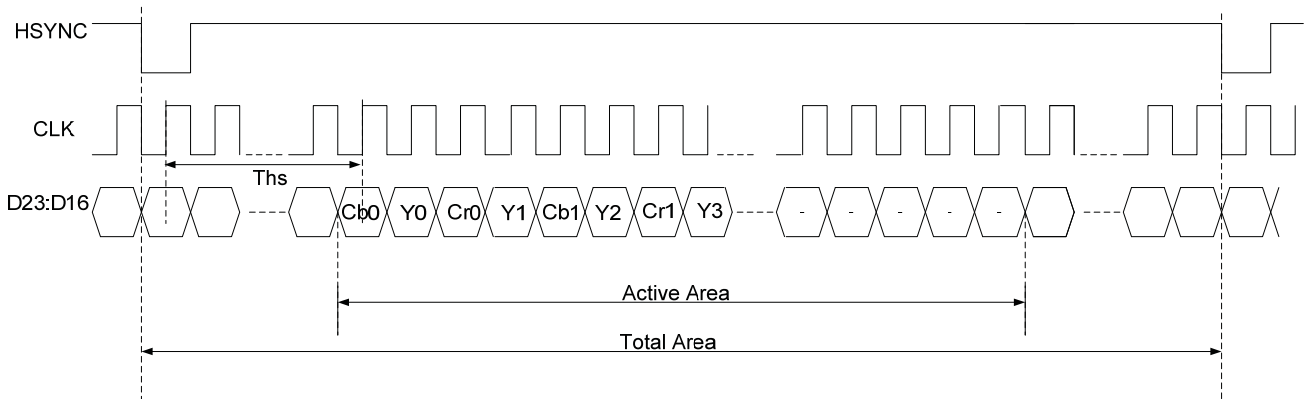 HSYNC
CLK
Ths
D23:D16
Cb0 Y0 Cr0 Y1 Cb1 Y2 Cr1 Y3 - - - - -
Active Area
Total Area